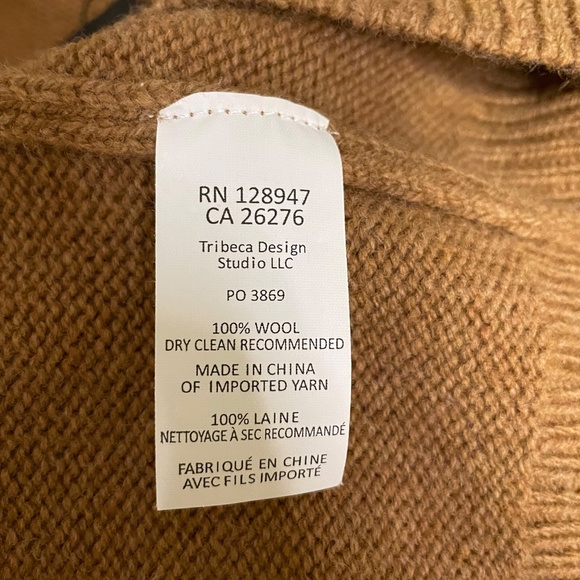 RN 128947
CA 26276
Tribeca Design
Studio LLC
PO 3869
100% WOOL
DRY CLEAN RECOMMENDED
MADE IN CHINA
OF IMPORTED YARN
100% LAINE
NETTOYAGE À SEC RECOMMANDÉ
FABRIQUÉ EN CHINE
AVEC FILS IMPORTÉ